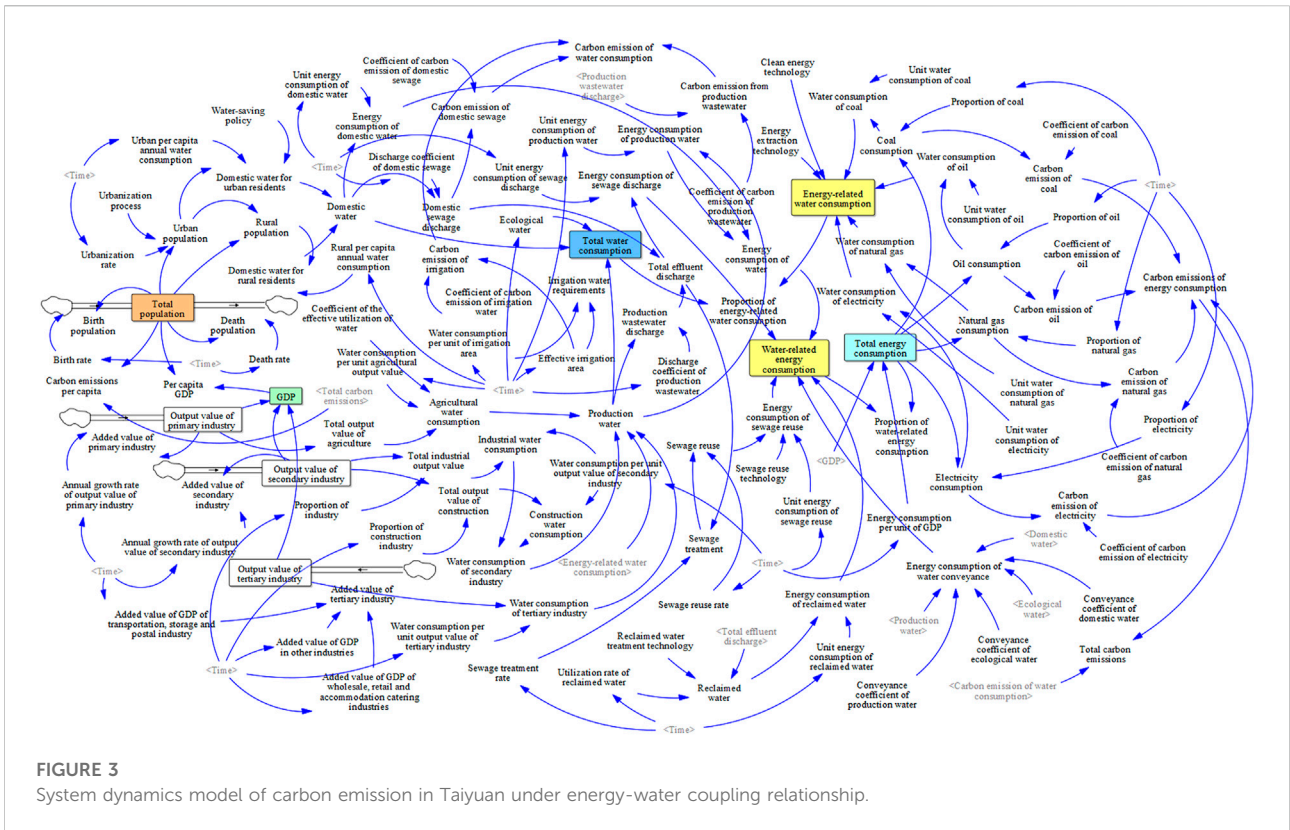 Carbon emission of
water consumption
Coefficient of carbon
emission of domestic
sewage
Unit energy
consumption of
domestic water
<Production
wastewater
discharge>
Clean energy
technology
Unit water
consumption of coal
Water consumption
of coal
Proportion of coal
Carbon emission from
production
wastewater
Water-saving
policy
Energy
consumption of
domestic water
Carbon emission of
domestic sewage
Unit energy
consumption of
production water
Energy consumption
of production water
Energy
extraction
technology
Coal
consumption
Coefficient of carbon
emission of coal
Urban per capita
annual water
consumption
<Time>
Discharge coefficient
of domestic sewage
Unit energy
consumption of sewage
discharge
Energy consumption of
sewage discharge
Water consumption
of oil
Carbon
emission of
coal
<Time>
<Time>
Domestic water for
urban residents
Urbanization
process
Urban
population
Rural
population
Domestic
water
Domestic
sewage
discharge
Ecological
water
Coefficient of carbon
emission of
production
wastewater
Energy-related
water consumption
Unit water
consumption of oil
Proportion of oil
Urbanization
rate
Rural per capita
annual water
consumption
Carbon
emission of
irrigation
Total water
consumption
Total effluent
discharge
Energy
consumption of
water
Water consumption
of natural gas
Oil consumption
Coefficient of
carbon emission of
oil
Carbon emission of
energy consumption
Domestic water for
rural residents
Total
population
Birth
population
Death
population
Coefficient of the
effective utilization of
water
Coefficient of carbon
emission of irrigation
water
Irrigation water
requirements
Proportion of
energy-related
water consumption
Water consumption
of electricity
Natural gas
consumption
Carbon emission of
oil
Production
wastewater
discharge
Birth rate
<Time>
Death rate
Water consumption
per unit agricultural
output value
Water consumption
per unit of irrigation
area
Effective irrigation
area
Discharge
coefficient of
production
wastewater
Water-related
energy
consumption
Total energy
consumption
Proportion of
natural gas
Carbon emissions
per capita
Per capita
GDP
GDP
<Total carbon
emissions>
<Time>
Unit water
consumption of
natural gas
Carbon
emission of
natural gas
Output value of
primary industry
Agricultural
water
consumption
Production
water
Energy
consumption of
sewage reuse
Proportion of
water-related
energy
consumption
Unit water
consumption of
electricity
Proportion of
electricity
Added value of
primary industry
Total output
value of
agriculture
Industrial water
consumption
Sewage reuse
Sewage reuse
technology
<GDP>
Coefficient of carbon
emission of natural
gas
Output value of
secondary industry
Total industrial
output value
Water consumption per unit
output value of secondary
industry
Annual growth rate
of output value of
primary industry
Added value of
secondary
industry
Proportion of
industry
Total output
value of
construction
Construction
water
consumption
Unit energy
consumption of
sewage reuse
Electricity
consumption
Carbon
emission of
electricity
Annual growth rate of output
value of secondary industry
Proportion of
construction
industry
Sewage
treatment
Energy consumption
per unit of GDP
<Domestic
water>
Coefficient of carbon
emission of electricity
<Time>
Output value of
tertiary industry
Water consumption
of secondary
industry
<Energy-related water
consumption>
<Time>
Energy consumption of
water conveyance
Added value of
tertiary industry
Water consumption
of tertiary industry
Sewage reuse rate
Energy consumption
of reclaimed water
<Ecological
water>
Conveyance
coefficient of
domestic water
Added value of GDP of
transportation, storage and
postal industry
Added value of GDP
in other industries
Water consumption per
unit output value of
tertiary industry
Reclaimed water
treatment technology
<Total effluent
discharge>
<Production
water>
Conveyance
coefficient of
ecological water
Total carbon
emissions
<Time>
Added value of GDP of
wholesale, retail and
accommodation catering
industries
Sewage treatment
rate
Utilization rate of
reclaimed water
Reclaimed
water
Unit energy
consumption of
reclaimed water
Conveyance
coefficient of
production water
<Carbon emission of water
consumption>
<Time>
FIGURE 3
System dynamics model of carbon emission in Taiyuan under energy-water coupling relationship.